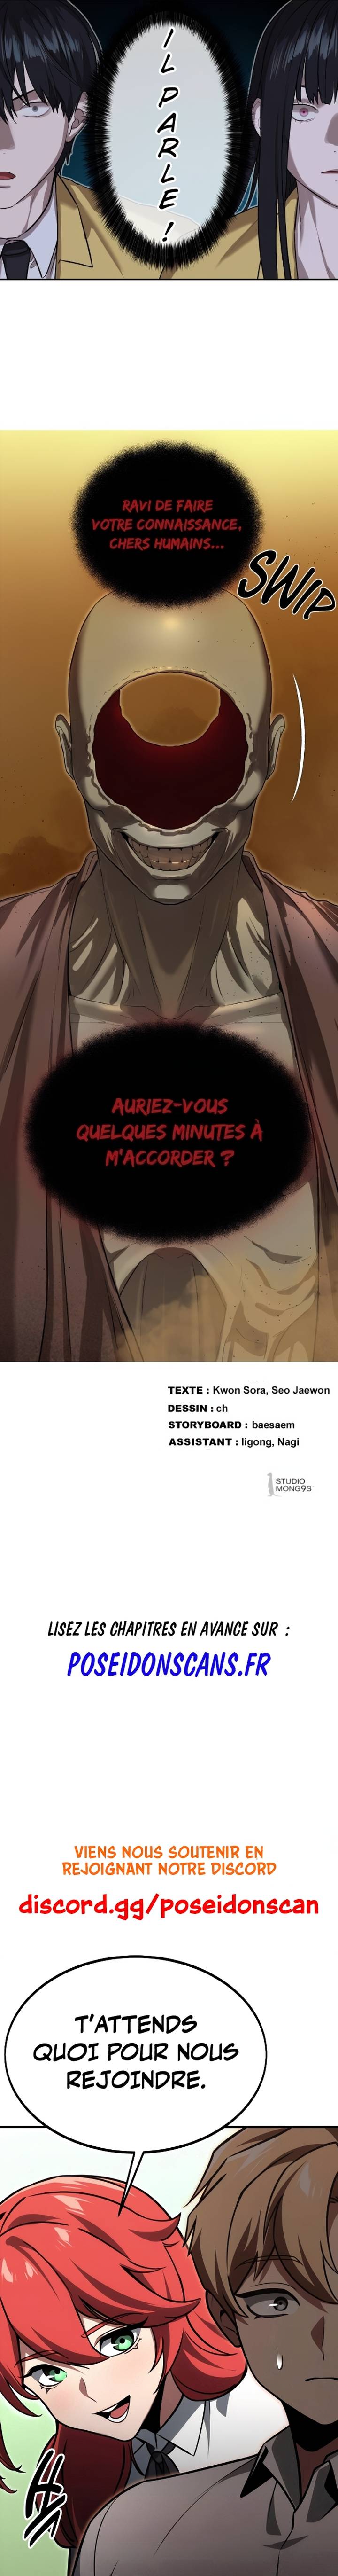 IL PARLE !
RAVI DE FAIRE
VOTRE CONNAISSANCE,
CHERS HUMAINS...
SWIP
AURIEZ-VOUS
QUELQUES MINUTES À
M'ACCORDER ?
TEXTE : Kwon Sora, Seo Jaewon
DESSIN : ch
STORYBOARD : baesaem
ASSISTANT : ligong, Nagi
STUDIO
MONG9S
LISEZ LES CHAPITRES EN AVANCE SUR :
POSEIDONSCANS.FR
VIENS NOUS SOUTENIR EN
REJOIGNANT NOTRE DISCORD
discord.gg/poseidonscan
T'ATTENDS
QUOI POUR NOUS
REJOINDRE.